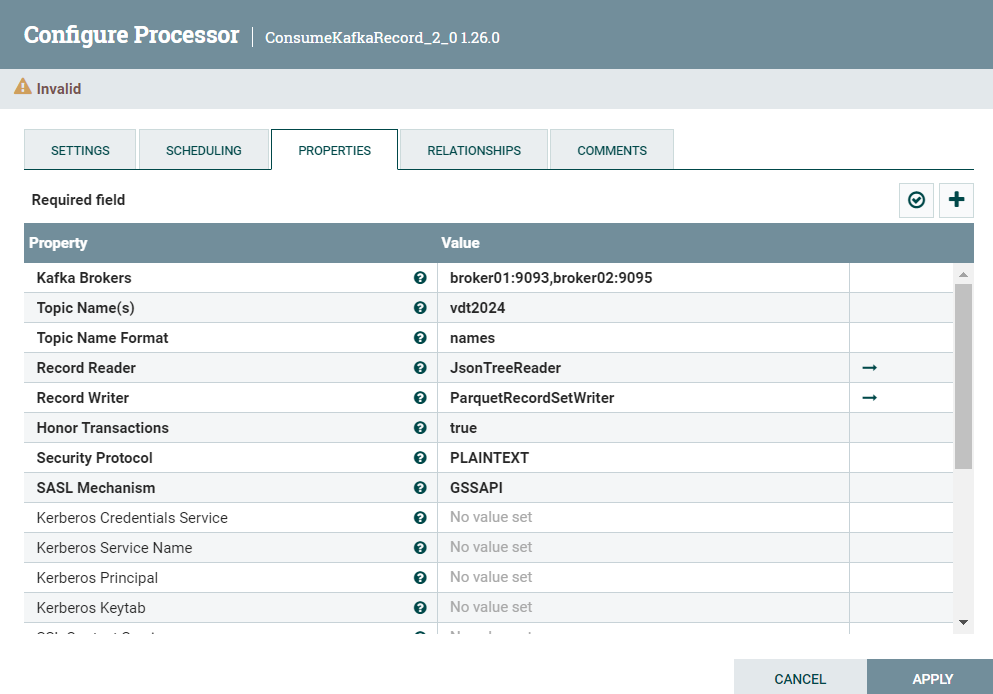 Configure Processor | ConsumeKafkaRecord_2_0 1.26.0
Invalid
SETTINGS SCHEDULING PROPERTIES RELATIONSHIPS COMMENTS
Required field
Property Value
Kafka Brokers broker01:9093,broker02:9095
Topic Name(s) vdt2024
Topic Name Format names
Record Reader JsonTreeReader
Record Writer ParquetRecordSetWriter
Honor Transactions true
Security Protocol PLAINTEXT
SASL Mechanism GSSAPI
Kerberos Credentials Service No value set
Kerberos Service Name No value set
Kerberos Principal No value set
Kerberos Keytab No value set
CANCEL APPLY